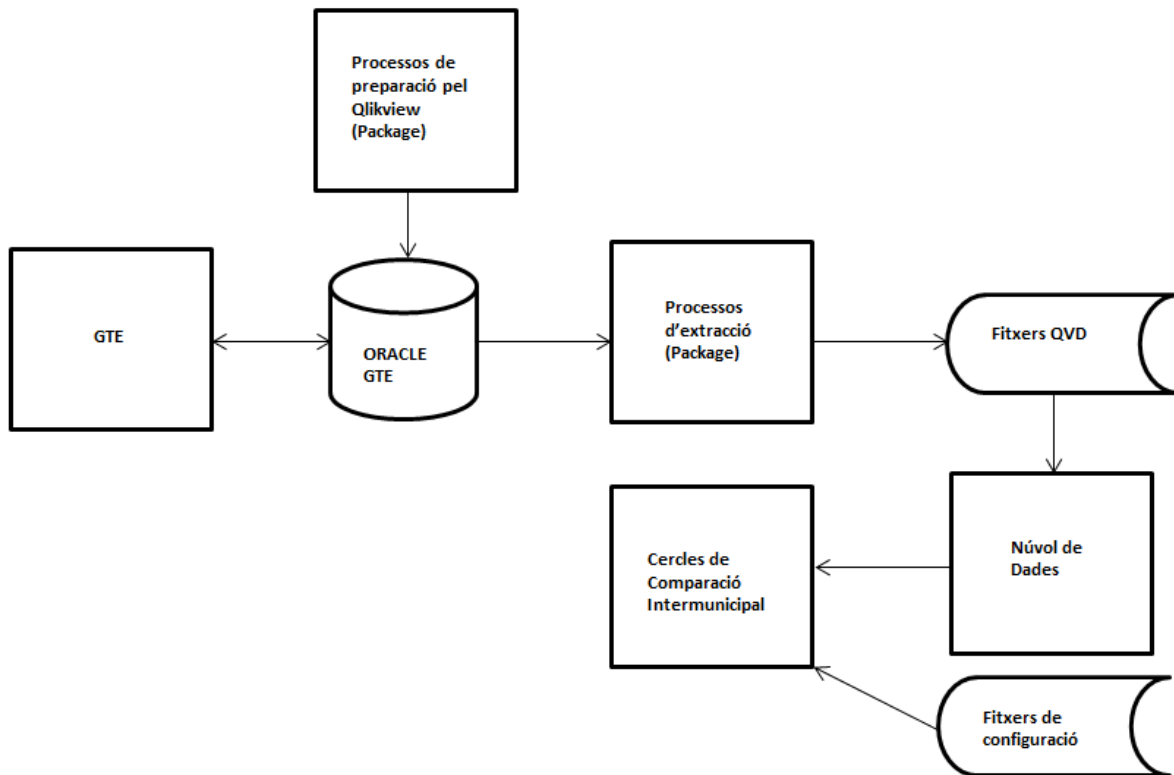 Processos de
preparació pel
Qlikview
(Package)
GTE
ORACLE
GTE
Processos
d'extracció
(Package)
Fitxers QVD
Cercles de
Comparació
Intermunicipal
Núvol de
Dades
Fitxers de
configuració